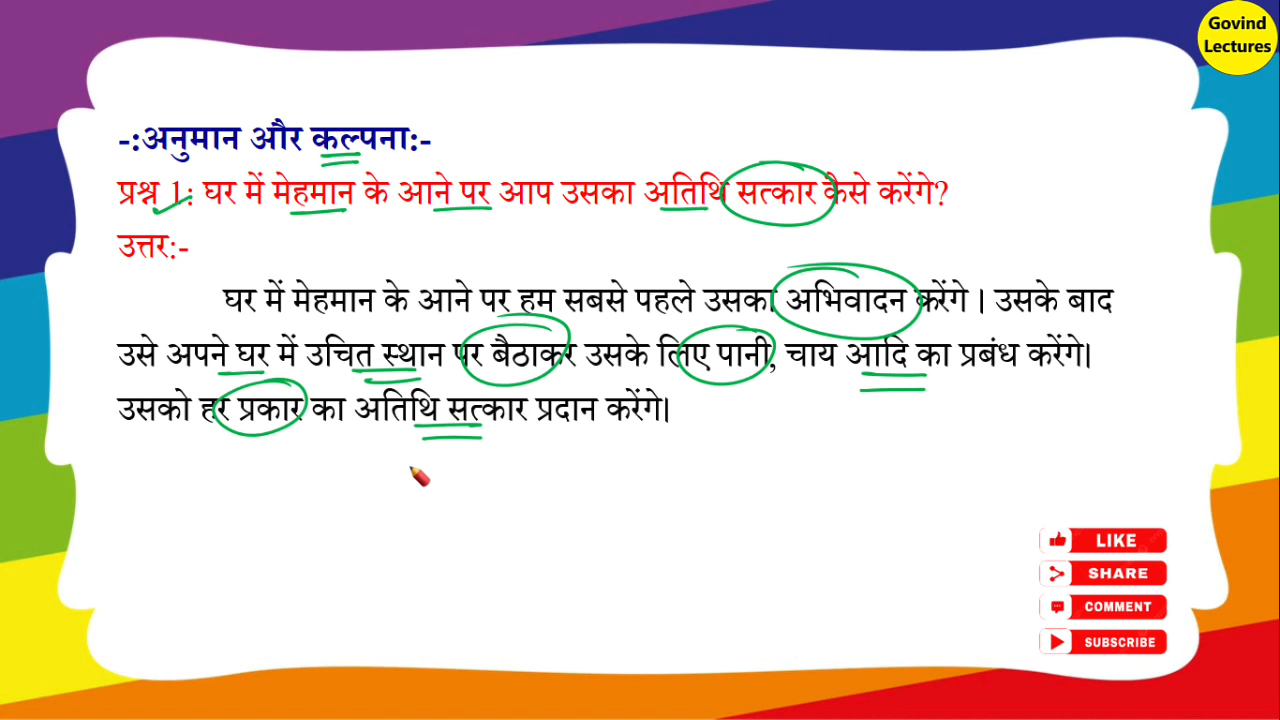 Govind
Lectures
-:अनुमान और कल्पना:-
प्रश्न 1: घर में मेहमान के आने पर आप उसका अतिथि सत्कार कैसे करेंगे?
उत्तर:-
घर में मेहमान के आने पर हम सबसे पहले उसका अभिवादन करेंगे । उसके बाद
उसे अपने घर में उचित स्थान पर बैठाकर उसके लिए पानी, चाय आदि का प्रबंध करेंगे।
उसको हर प्रकार का अतिथि सत्कार प्रदान करेंगे।
LIKE
SHARE
COMMENT
SUBSCRIBE